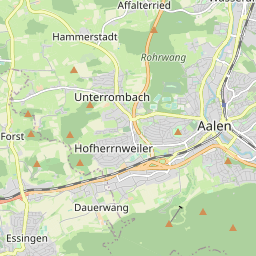 Affalterried
Hammerstadt
Rohrwang
Unterrombach
Aalen
Forst
Hofherrnweiler
Dauerwang
Essingen